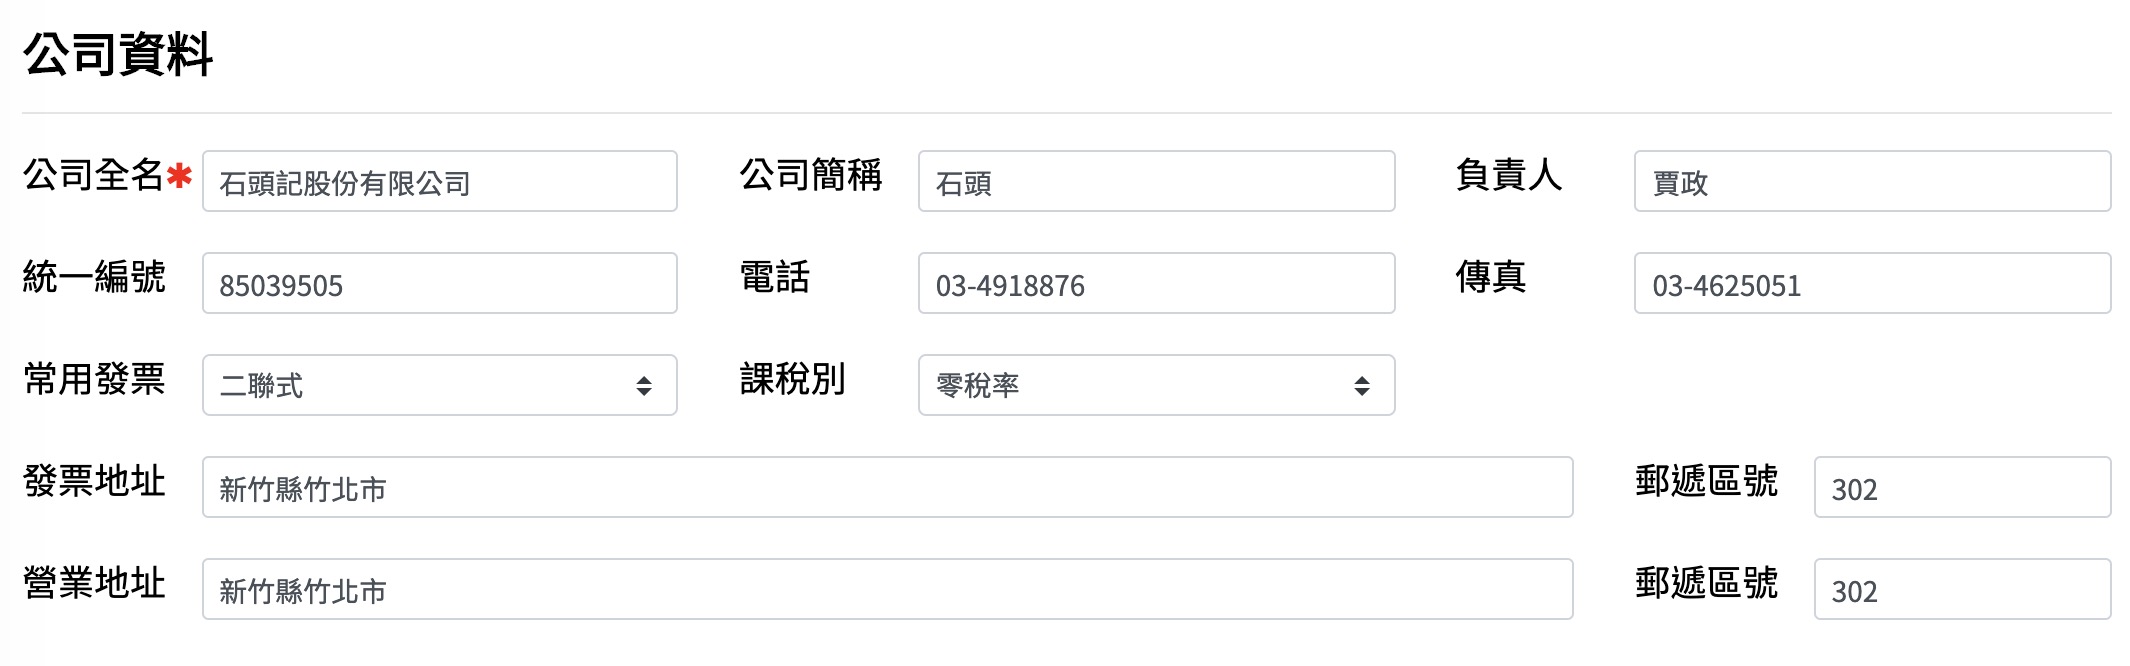 公司資料
公司全名✱ 石頭記股份有限公司 公司簡稱 石頭 負責人 賈政
統一編號 85039505 電話 03-4918876 傳真 03-4625051
常用發票 二聯式 課稅別 零稅率
發票地址 新竹縣竹北市 郵遞區號 302
營業地址 新竹縣竹北市 郵遞區號 302